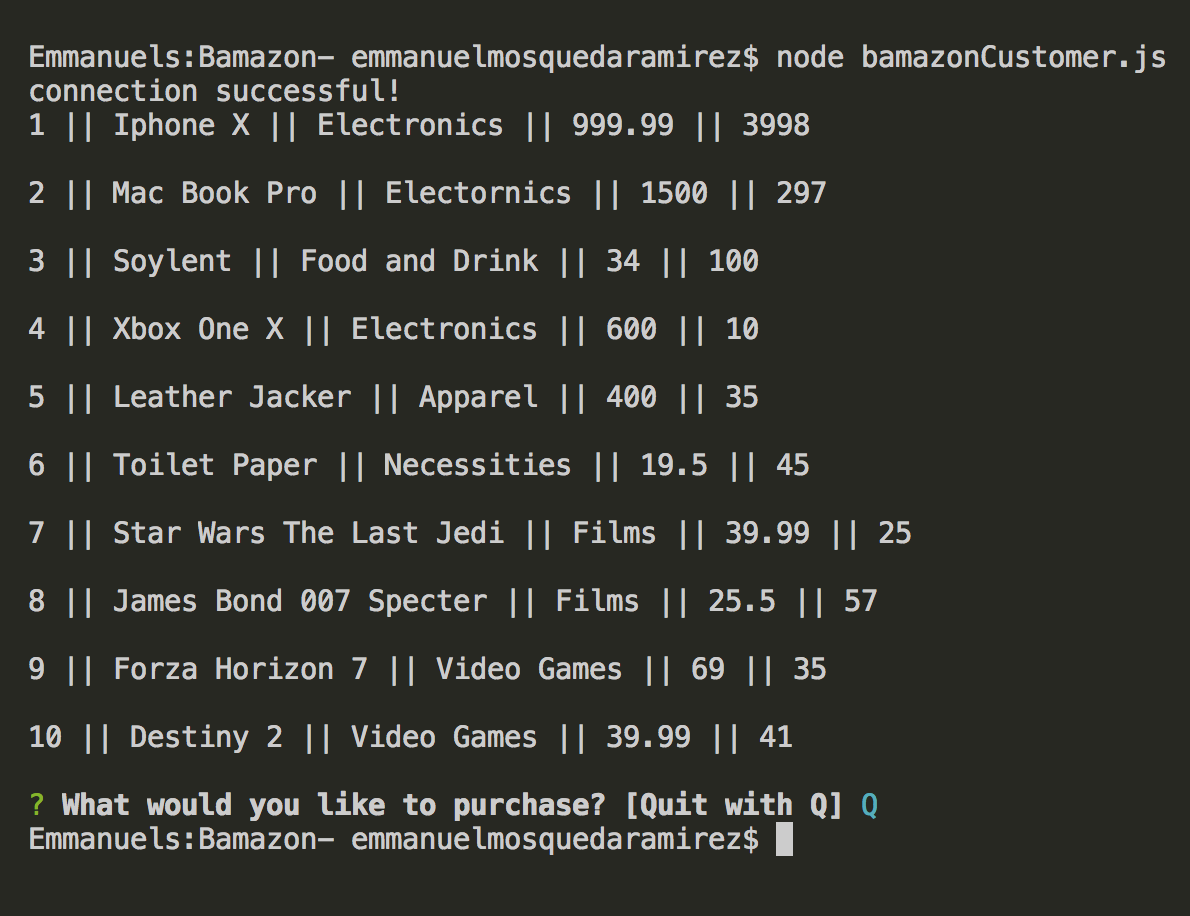 Emmanuels:Bamazon- emmanuelmosquedaramirez$ node bamazonCustomer.js
connection successful!
1 || Iphone X || Electronics || 999.99 || 3998
2 || Mac Book Pro || Electornics || 1500 || 297
3 || Soylent || Food and Drink || 34 || 100
4 || Xbox One X || Electronics || 600 || 10
5 || Leather Jacker || Apparel || 400 || 35
6 || Toilet Paper || Necessities || 19.5 || 45
7 || Star Wars The Last Jedi || Films || 39.99 || 25
8 || James Bond 007 Specter || Films || 25.5 || 57
9 || Forza Horizon 7 || Video Games || 69 || 35
10 || Destiny 2 || Video Games || 39.99 || 41
? What would you like to purchase? [Quit with Q] Q
Emmanuels:Bamazon- emmanuelmosquedaramirez$